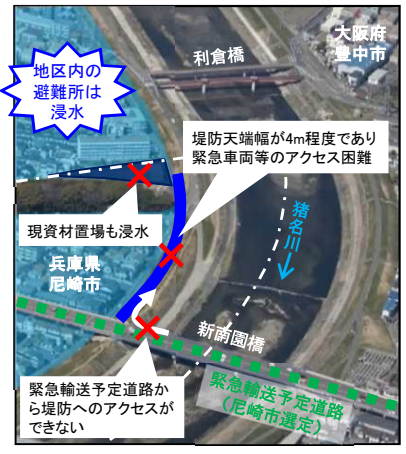 大阪府
豊中市
利倉橋
地区内の
避難所は
浸水
堤防天端幅が4m程度であり
緊急車両等のアクセス困難
現資材置場も浸水
猪名川
兵庫県
尼崎市
新南園橋
緊急輸送予定道路か
ら堤防へのアクセスが
できない
緊急輸送予定道路
（尼崎市選定）